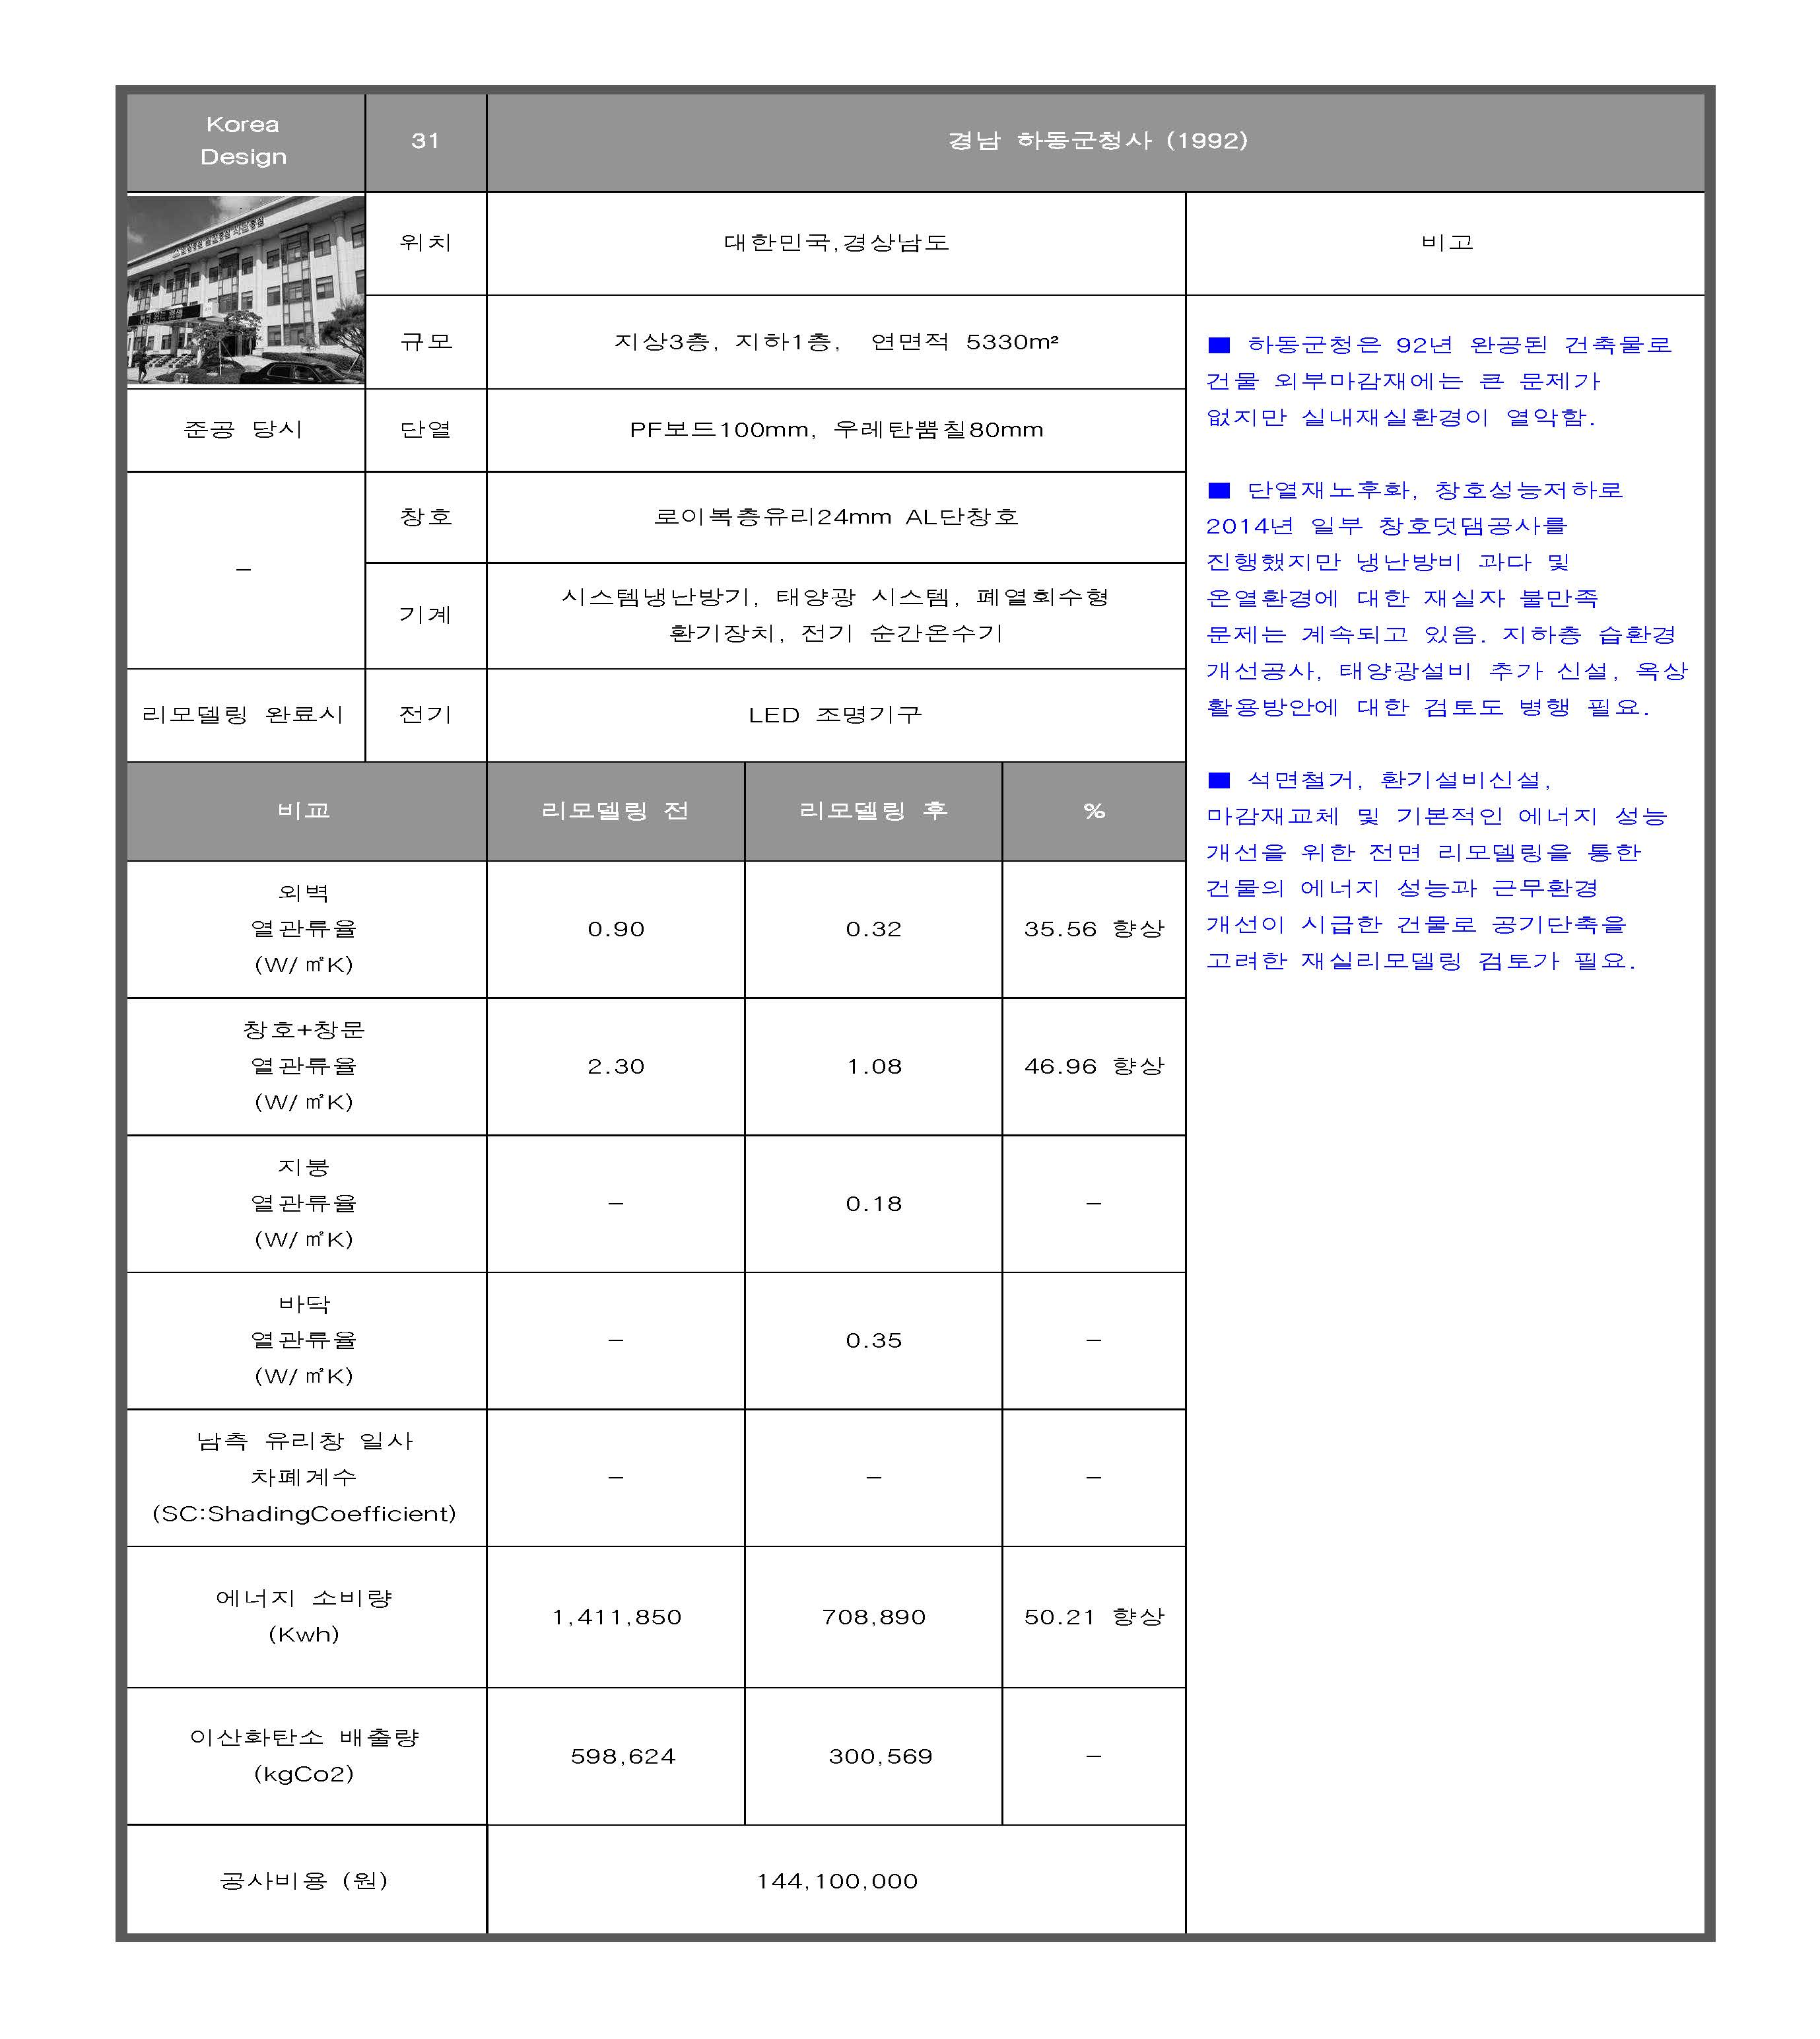 Korea
Design
31
경남 하동군청사 (1992)
위치
대한민국,경상남도
비고
규모
지상3층, 지하1층, 연면적 5330m²
준공 당시
단열
PF보드100mm, 우레탄뿜칠80mm
–
창호
로이복층유리24mm AL단창호
기계
시스템냉난방기, 태양광 시스템, 폐열회수형
환기장치, 전기 순간온수기
리모델링 완료시
전기
LED 조명기구
■ 하동군청은 92년 완공된 건축물로
건물 외부마감재에는 큰 문제가
없지만 실내재실환경이 열악함.
■ 단열재노후화, 창호성능저하로
2014년 일부 창호덧댐공사를
진행했지만 냉난방비 과다 및
온열환경에 대한 재실자 불만족
문제는 계속되고 있음. 지하층 습환경
개선공사, 태양광설비 추가 신설, 옥상
활용방안에 대한 검토도 병행 필요.
■ 석면철거, 환기설비신설,
마감재교체 및 기본적인 에너지 성능
개선을 위한 전면 리모델링을 통한
건물의 에너지 성능과 근무환경
개선이 시급한 건물로 공기단축을
고려한 재실리모델링 검토가 필요.
비교
리모델링 전
리모델링 후
%
외벽
열관류율
(W/㎡K)
0.90
0.32
35.56 향상
창호+창문
열관류율
(W/㎡K)
2.30
1.08
46.96 향상
지붕
열관류율
(W/㎡K)
–
0.18
–
바닥
열관류율
(W/㎡K)
–
0.35
–
남측 유리창 일사
차폐계수
(SC:ShadingCoefficient)
–
–
–
에너지 소비량
(Kwh)
1,411,850
708,890
50.21 향상
이산화탄소 배출량
(kgCo2)
598,624
300,569
–
공사비용 (원)
144,100,000